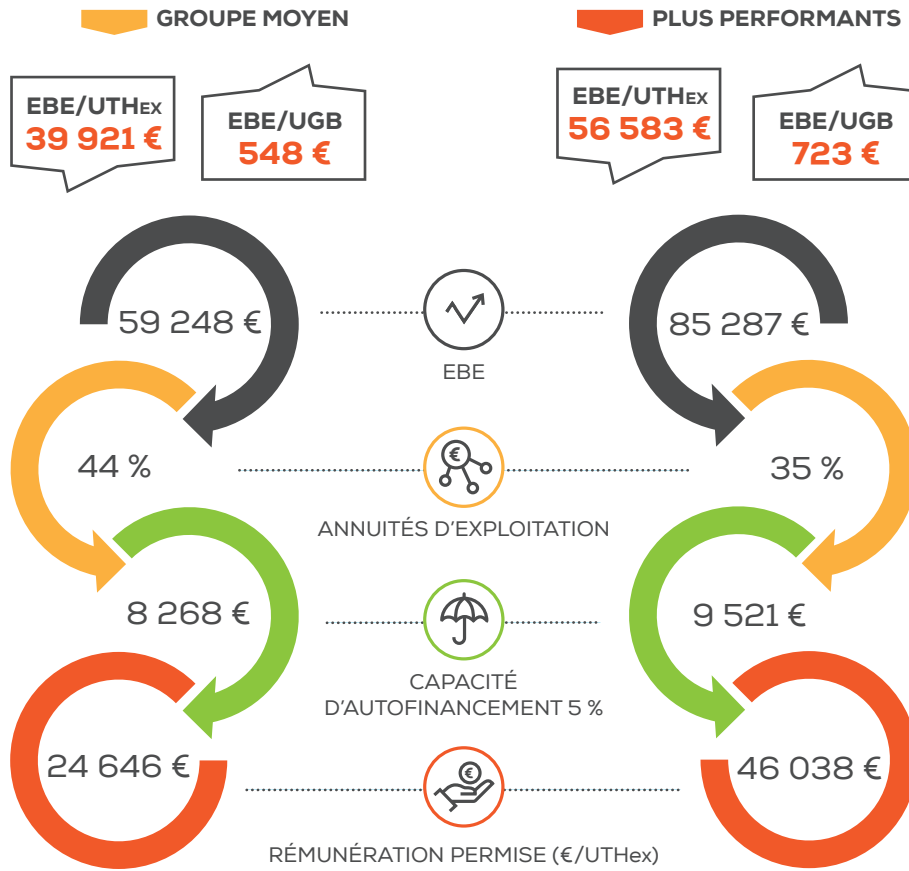 GROUPE MOYEN
PLUS PERFORMANTS
EBE/UTHEX
39 921 €
EBE/UGB
548 €
EBE/UTHEX
56 583 €
EBE/UGB
723 €
59 248 €
85 287 €
EBE
44 %
€
35 %
ANNUITÉS D'EXPLOITATION
8 268 €
9 521 €
CAPACITÉ
D'AUTOFINANCEMENT 5 %
24 646 €
€
46 038 €
RÉMUNÉRATION PERMISE (€/UTHex)